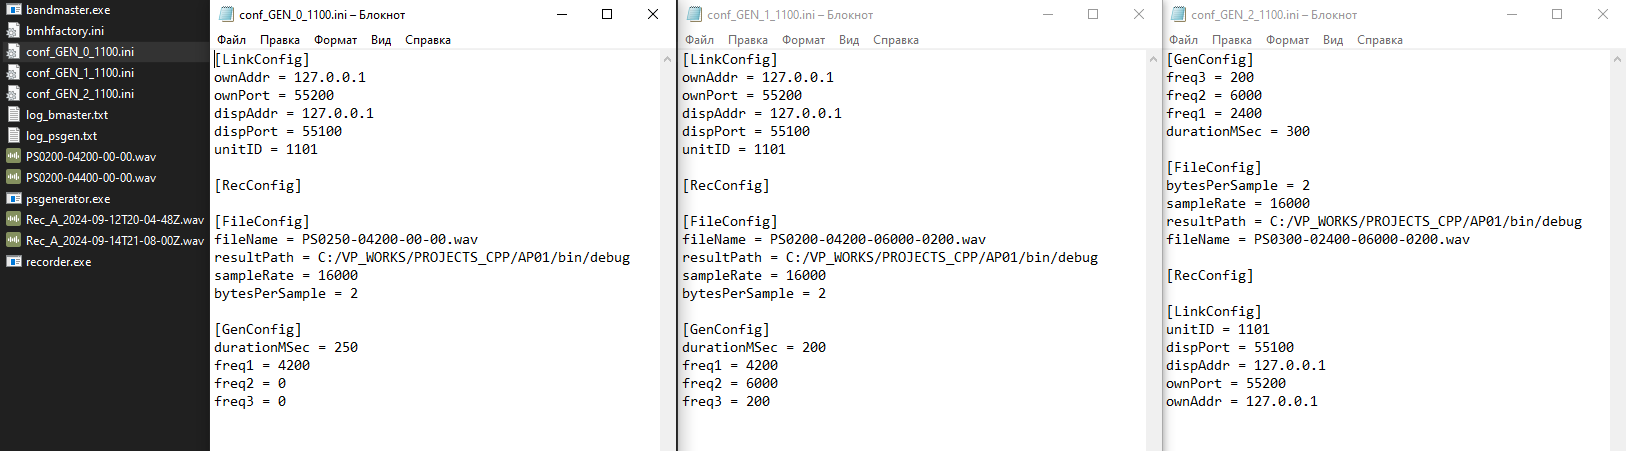 bandmaster.exe
bmhfactory.ini
conf_GEN_0_1100.ini
conf_GEN_1_1100.ini
conf_GEN_2_1100.ini
log_bmaster.txt
log_psgen.txt
PS0200-04200-00-00.wav
PS0200-04400-00-00.wav
psgenerator.exe
Rec_A_2024-09-12T20-04-48Z.wav
Rec_A_2024-09-14T21-08-00Z.wav
recorder.exe
conf_GEN_0_1100.ini – Блокнот
Файл Правка Формат Вид Справка
[LinkConfig]
ownAddr = 127.0.0.1
ownPort = 55200
dispAddr = 127.0.0.1
dispPort = 55100
unitID = 1101
[RecConfig]
[FileConfig]
fileName = PS0250-04200-00-00.wav
resultPath = C:/VP_WORKS/PROJECTS_CPP/AP01/bin/debug
sampleRate = 16000
bytesPerSample = 2
[GenConfig]
durationMSec = 250
freq1 = 4200
freq2 = 0
freq3 = 0
conf_GEN_1_1100.ini – Блокнот
Файл Правка Формат Вид Справка
[LinkConfig]
ownAddr = 127.0.0.1
ownPort = 55200
dispAddr = 127.0.0.1
dispPort = 55100
unitID = 1101
[RecConfig]
[FileConfig]
fileName = PS0200-04200-06000-0200.wav
resultPath = C:/VP_WORKS/PROJECTS_CPP/AP01/bin/debug
sampleRate = 16000
bytesPerSample = 2
[GenConfig]
durationMSec = 200
freq1 = 4200
freq2 = 6000
freq3 = 200
conf_GEN_2_1100.ini – Блокнот
Файл Правка Формат Вид Справка
[GenConfig]
freq3 = 200
freq2 = 6000
freq1 = 2400
durationMSec = 300
[FileConfig]
bytesPerSample = 2
sampleRate = 16000
resultPath = C:/VP_WORKS/PROJECTS_CPP/AP01/bin/debug
fileName = PS0300-02400-06000-0200.wav
[RecConfig]
[LinkConfig]
unitID = 1101
dispPort = 55100
dispAddr = 127.0.0.1
ownPort = 55200
ownAddr = 127.0.0.1